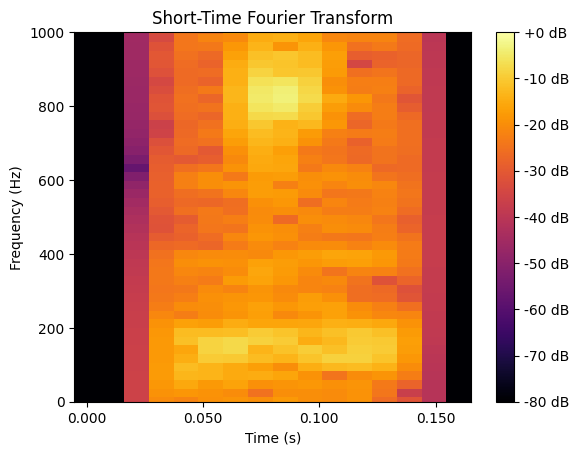 Short-Time Fourier Transform
1000
800
600
400
200
0
Frequency (Hz)
0.000
0.050
0.100
0.150
Time (s)
+0 dB
-10 dB
-20 dB
-30 dB
-40 dB
-50 dB
-60 dB
-70 dB
-80 dB